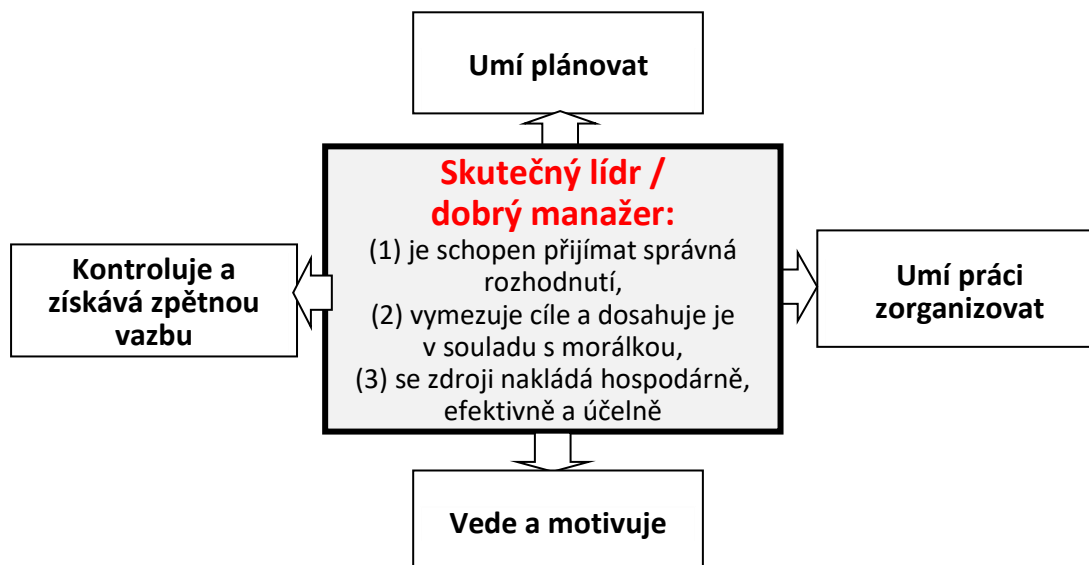 Umí plánovat
Skutečný lídr /
dobrý manažer:
(1) je schopen přijímat správná
rozhodnutí,
(2) vymezuje cíle a dosahuje je
v souladu s morálkou,
(3) se zdroji nakládá hospodárně,
efektivně a účelně
Kontroluje a
získává zpětnou
vazbu
Umí práci
zorganizovat
Vede a motivuje